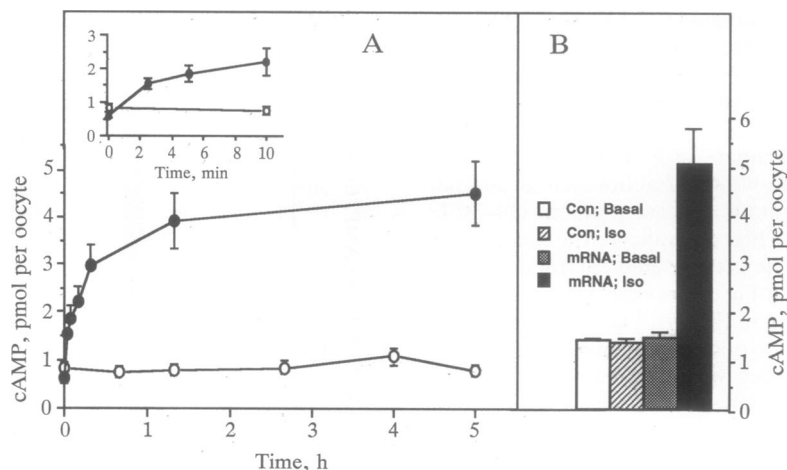 A
B
3
2
1
0
0 2 4 6 8 10
Time, min
cAMP, pmol per oocyte
5
4
3
2
1
0
0 1 2 3 4 5
Time, h
Con; Basal
Con; Iso
mRNA; Basal
mRNA; Iso
6
5
4
3
2
1
0
cAMP, pmol per oocyte